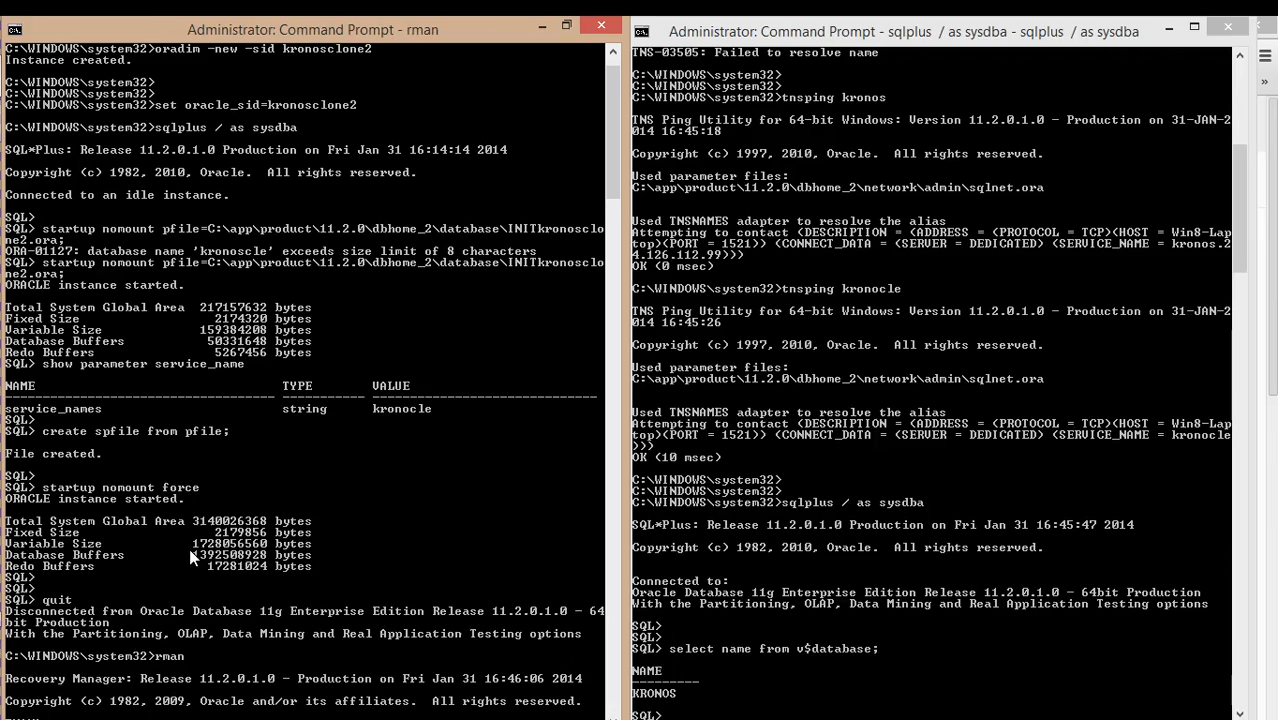 Administrator: Command Prompt - rman
C:\WINDOWS\system32>oradim -new -sid kronosclone2
Instance created.
C:\WINDOWS\system32>
C:\WINDOWS\system32>
C:\WINDOWS\system32>set oracle_sid=kronosclone2
C:\WINDOWS\system32>sqlplus / as sysdba
SQL*Plus: Release 11.2.0.1.0 Production on Fri Jan 31 16:14:14 2014
Copyright (c) 1982, 2010, Oracle.  All rights reserved.
Connected to an idle instance.
SQL>
SQL> startup nomount pfile=C:\app\product\11.2.0\dbhome_2\database\INITkronosclo
ne2.ora;
ORA-01127: database name 'kronoscle' exceeds size limit of 8 characters
SQL> startup nomount pfile=C:\app\product\11.2.0\dbhome_2\database\INITkronosclo
ne2.ora;
ORACLE instance started.
Total System Global Area  217157632 bytes
Fixed Size                  2174320 bytes
Variable Size             159384208 bytes
Database Buffers           50331648 bytes
Redo Buffers                5267456 bytes
SQL> show parameter service_name
NAME                                 TYPE        VALUE
------------------------------------ ----------- ------------------------------
service_names                        string      kronocle
SQL>
SQL> create spfile from pfile;
File created.
SQL>
SQL> startup nomount force
ORACLE instance started.
Total System Global Area 3140026368 bytes
Fixed Size                  2179856 bytes
Variable Size            1728056560 bytes
Database Buffers         1392508928 bytes
Redo Buffers               17281024 bytes
SQL>
SQL>
SQL> quit
Disconnected from Oracle Database 11g Enterprise Edition Release 11.2.0.1.0 - 64
bit Production
With the Partitioning, OLAP, Data Mining and Real Application Testing options
C:\WINDOWS\system32>rman
Recovery Manager: Release 11.2.0.1.0 - Production on Fri Jan 31 16:46:06 2014
Copyright (c) 1982, 2009, Oracle and/or its affiliates.  All rights reserved.
Administrator: Command Prompt - sqlplus / as sysdba - sqlplus / as sysdba
TNS-03505: Failed to resolve name
C:\WINDOWS\system32>
C:\WINDOWS\system32>
C:\WINDOWS\system32>tnsping kronos
TNS Ping Utility for 64-bit Windows: Version 11.2.0.1.0 - Production on 31-JAN-2
014 16:45:18
Copyright (c) 1997, 2010, Oracle.  All rights reserved.
Used parameter files:
C:\app\product\11.2.0\dbhome_2\network\admin\sqlnet.ora
Used TNSNAMES adapter to resolve the alias
Attempting to contact (DESCRIPTION = (ADDRESS = (PROTOCOL = TCP)(HOST = Win8-Lap
top)(PORT = 1521)) (CONNECT_DATA = (SERVER = DEDICATED) (SERVICE_NAME = kronos.2
4.126.112.99)))
OK (0 msec)
C:\WINDOWS\system32>tnsping kronocle
TNS Ping Utility for 64-bit Windows: Version 11.2.0.1.0 - Production on 31-JAN-2
014 16:45:26
Copyright (c) 1997, 2010, Oracle.  All rights reserved.
Used parameter files:
C:\app\product\11.2.0\dbhome_2\network\admin\sqlnet.ora
Used TNSNAMES adapter to resolve the alias
Attempting to contact (DESCRIPTION = (ADDRESS = (PROTOCOL = TCP)(HOST = Win8-Lap
top)(PORT = 1521)) (CONNECT_DATA = (SERVER = DEDICATED) (SERVICE_NAME = kronocle
)))
OK (10 msec)
C:\WINDOWS\system32>
C:\WINDOWS\system32>
C:\WINDOWS\system32>sqlplus / as sysdba
SQL*Plus: Release 11.2.0.1.0 Production on Fri Jan 31 16:45:47 2014
Copyright (c) 1982, 2010, Oracle.  All rights reserved.
Connected to:
Oracle Database 11g Enterprise Edition Release 11.2.0.1.0 - 64bit Production
With the Partitioning, OLAP, Data Mining and Real Application Testing options
SQL>
SQL>
SQL> select name from v$database;
NAME
---------
KRONOS
SQL>